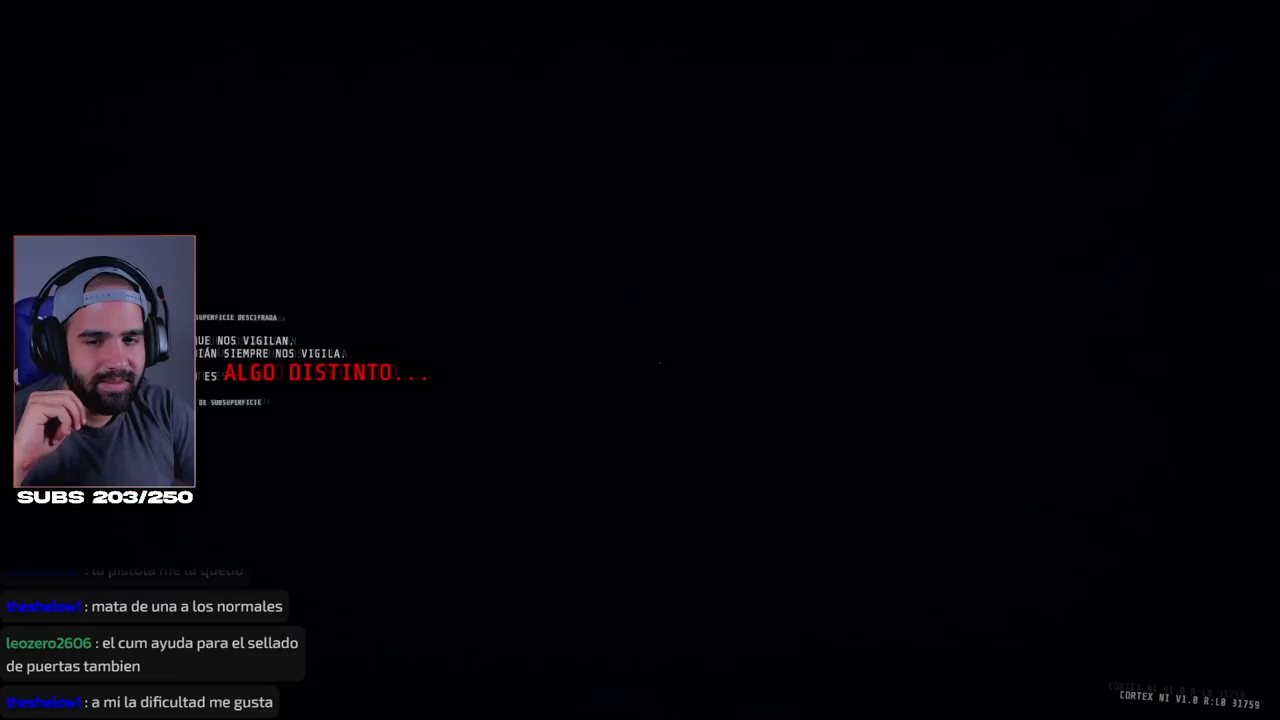 SUPERFICIE DESCIFRADA
QUE NOS VIGILAN.
SIEMPRE NOS VIGILA.
ES ALGO DISTINTO...
DE SUBSUPERFICIE
SUBS 203/250
: la pistola me la quedo
theshelow1 : mata de una a los normales
leozero2606 : el cum ayuda para el sellado
de puertas tambien
theshelow1 : a mi la dificultad me gusta
CORTEX NI V1.0 R:L0 31759